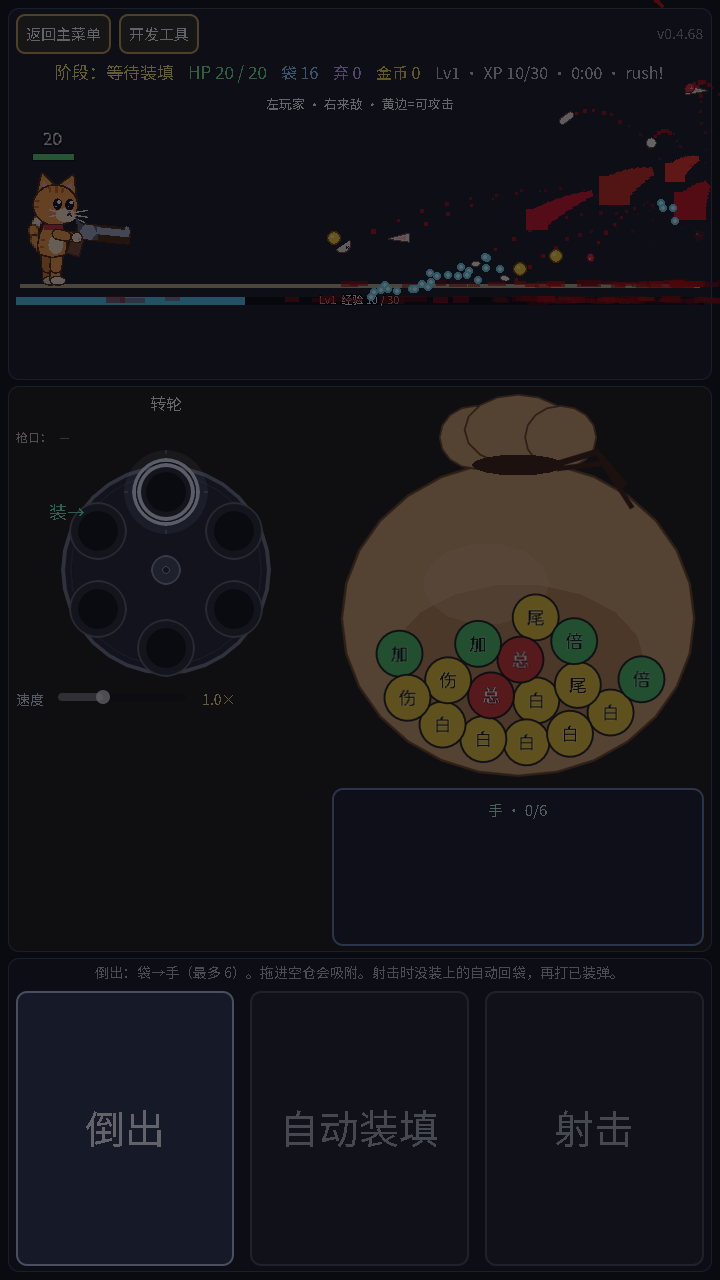 返回主菜单 开发工具 v0.4.68
阶段: 等待装填 HP 20 / 20 袋 16 弃 0 金币 0 Lv1 · XP 10/30 · 0:00 · rush!
左玩家 · 右来敌 · 黄边=可攻击
20
Lv1 经验 10 / 30
转轮
枪口: —
装→
速度 1.0×
尾
加 加 总 倍
伤 伤 总 白 尾 倍
白 白 白 白 白
手 · 0/6
倒出: 袋→手（最多 6）。拖进空仓会吸附。射击时没装上的自动回袋，再打已装弹。
倒出 自动装填 射击